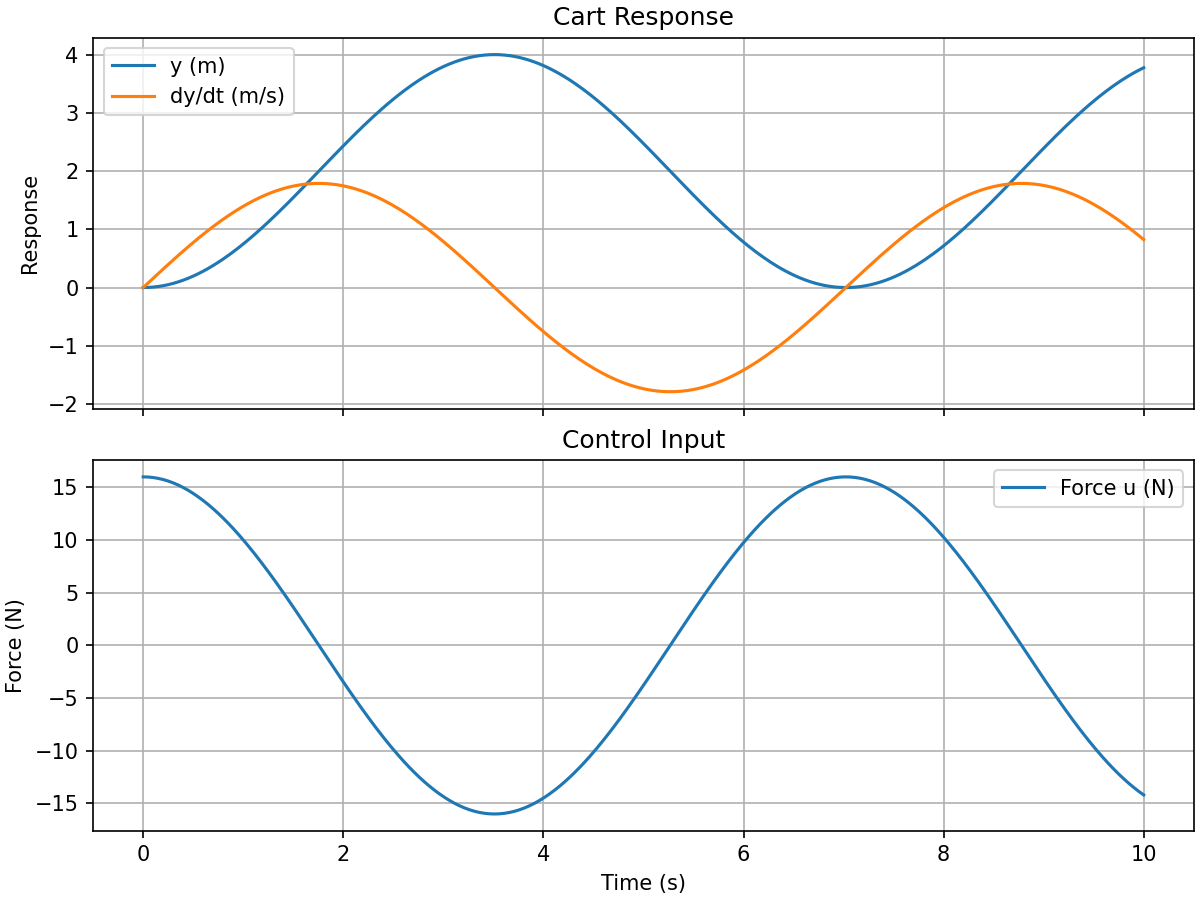 Cart Response
4
3
2
1
0
−1
−2
Response
y (m)
dy/dt (m/s)
Control Input
15
10
5
0
−5
−10
−15
Force (N)
Force u (N)
0 2 4 6 8 10
Time (s)